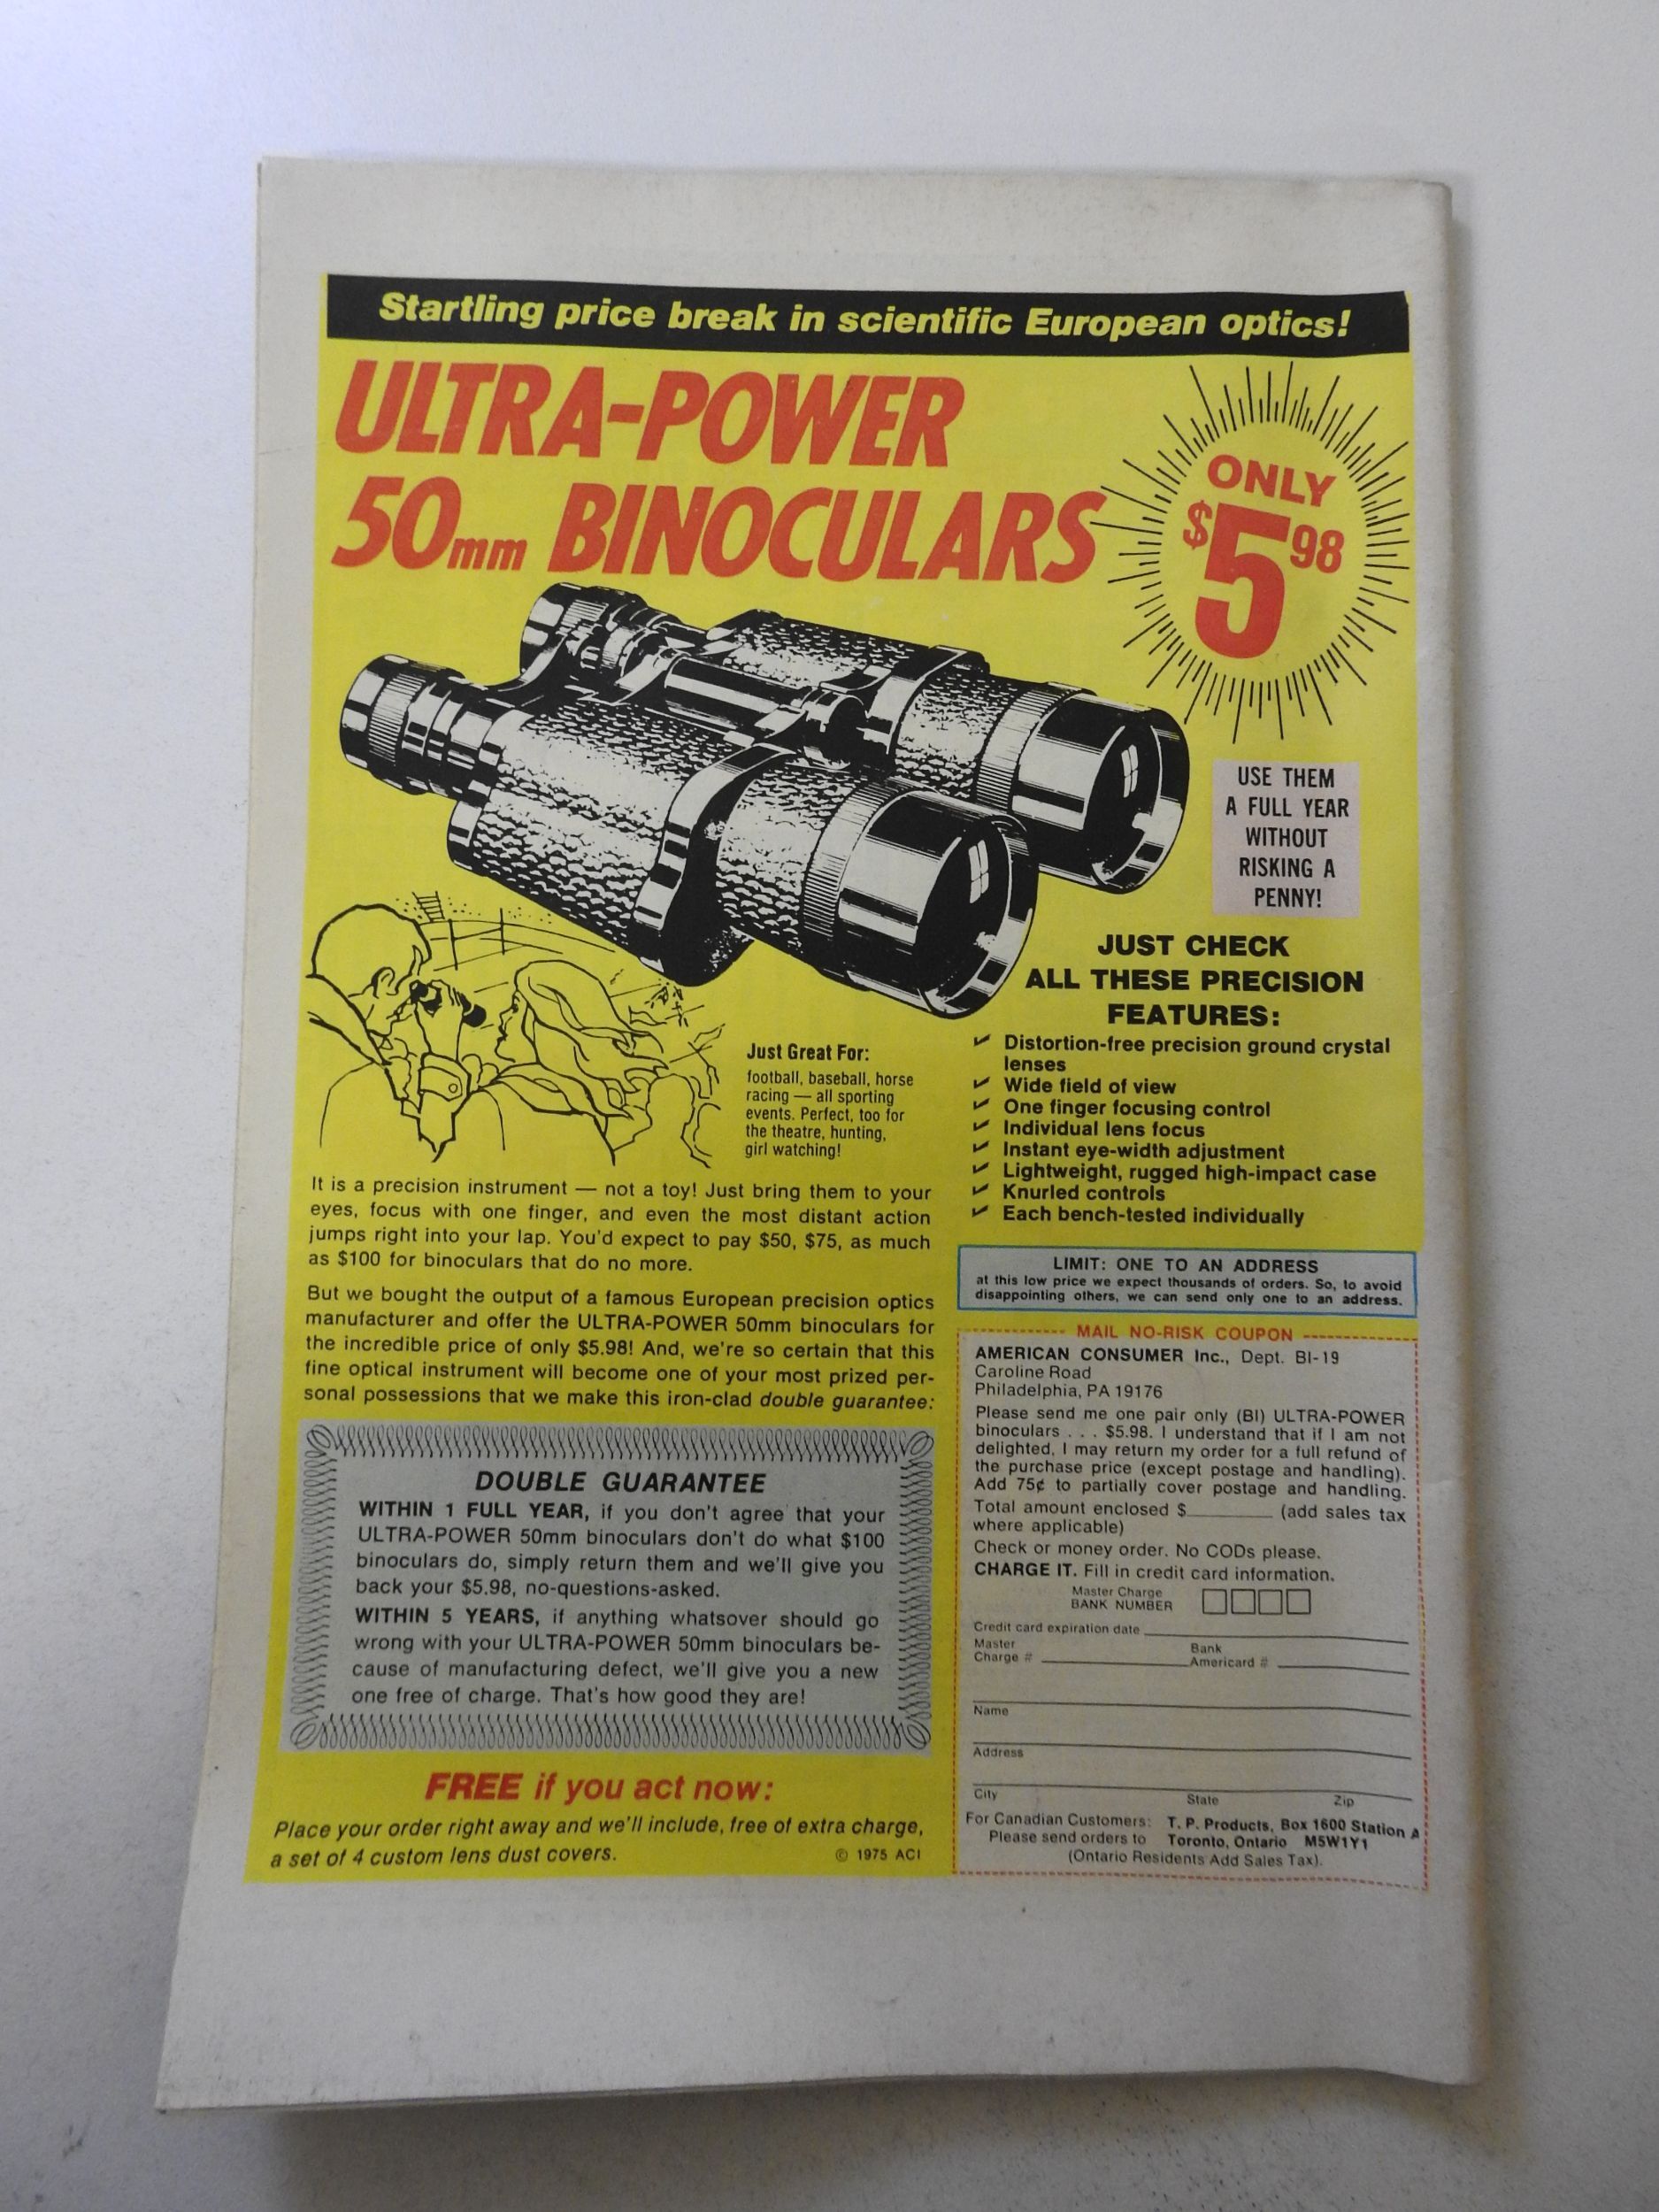 Startling price break in scientific European optics!
ULTRA-POWER
50mm BINOCULARS
ONLY
$5 98
USE THEM
A FULL YEAR
WITHOUT
RISKING A
PENNY!
JUST CHECK
ALL THESE PRECISION
FEATURES:
Distortion-free precision ground crystal
lenses
Wide field of view
One finger focusing control
Individual lens focus
Instant eye-width adjustment
Lightweight, rugged high-impact case
Knurled controls
Each bench-tested individually
Just Great For:
football, baseball, horse
racing — all sporting
events. Perfect, too for
the theatre, hunting,
girl watching!
It is a precision instrument — not a toy! Just bring them to your
eyes, focus with one finger, and even the most distant action
jumps right into your lap. You'd expect to pay $50, $75, as much
as $100 for binoculars that do no more.
But we bought the output of a famous European precision optics
manufacturer and offer the ULTRA-POWER 50mm binoculars for
the incredible price of only $5.98! And, we're so certain that this
fine optical instrument will become one of your most prized per-
sonal possessions that we make this iron-clad double guarantee:
DOUBLE GUARANTEE
WITHIN 1 FULL YEAR, if you don't agree that your
ULTRA-POWER 50mm binoculars don't do what $100
binoculars do, simply return them and we'll give you
back your $5.98, no-questions-asked.
WITHIN 5 YEARS, if anything whatsover should go
wrong with your ULTRA-POWER 50mm binoculars be-
cause of manufacturing defect, we'll give you a new
one free of charge. That's how good they are!
FREE if you act now:
Place your order right away and we'll include, free of extra charge,
a set of 4 custom lens dust covers.
© 1975 ACI
LIMIT: ONE TO AN ADDRESS
at this low price we expect thousands of orders. So, to avoid
disappointing others, we can send only one to an address.
MAIL NO-RISK COUPON
AMERICAN CONSUMER Inc., Dept. BI-19
Caroline Road
Philadelphia, PA 19176
Please send me one pair only (BI) ULTRA-POWER
binoculars . . . $5.98. I understand that if I am not
delighted, I may return my order for a full refund of
the purchase price (except postage and handling).
Add 75¢ to partially cover postage and handling.
Total amount enclosed $________ (add sales tax
where applicable)
Check or money order. No CODs please.
CHARGE IT. Fill in credit card information.
Master Charge
BANK NUMBER
Credit card expiration date
Master Charge #
Bank Americard #
Name
Address
City State Zip
For Canadian Customers: T. P. Products, Box 1600 Station A
Please send orders to Toronto, Ontario M5W1Y1
(Ontario Residents Add Sales Tax).